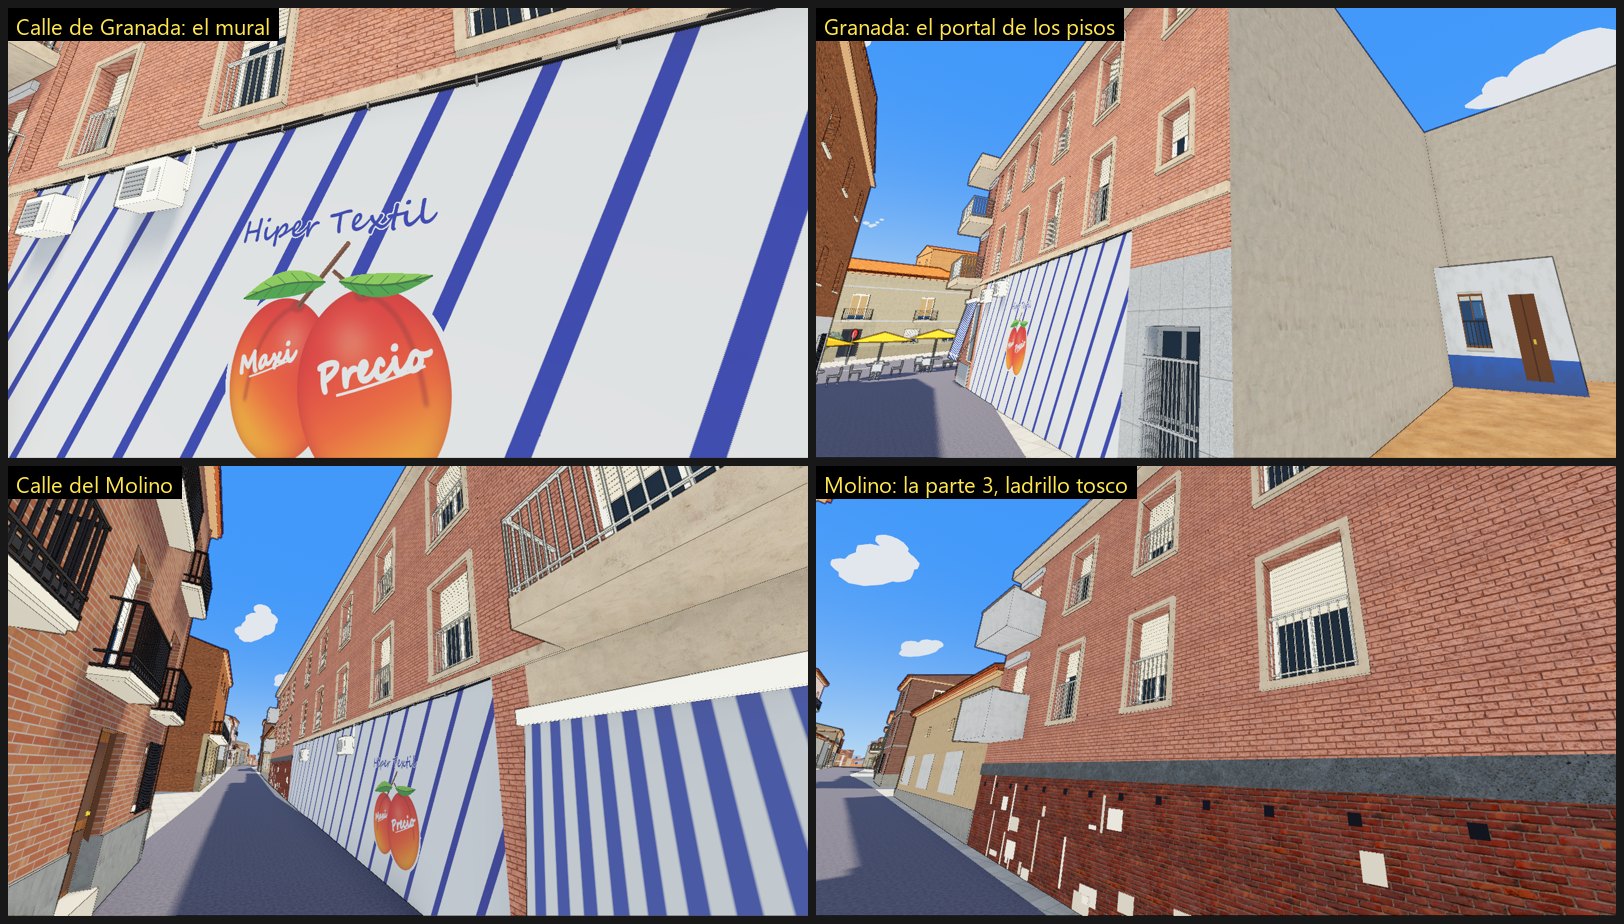 Calle de Granada: el mural
Hiper Textil
Maxi
Precio
Granada: el portal de los pisos
Calle del Molino
Hiper Textil
Maxi
Precio
Molino: la parte 3, ladrillo tosco